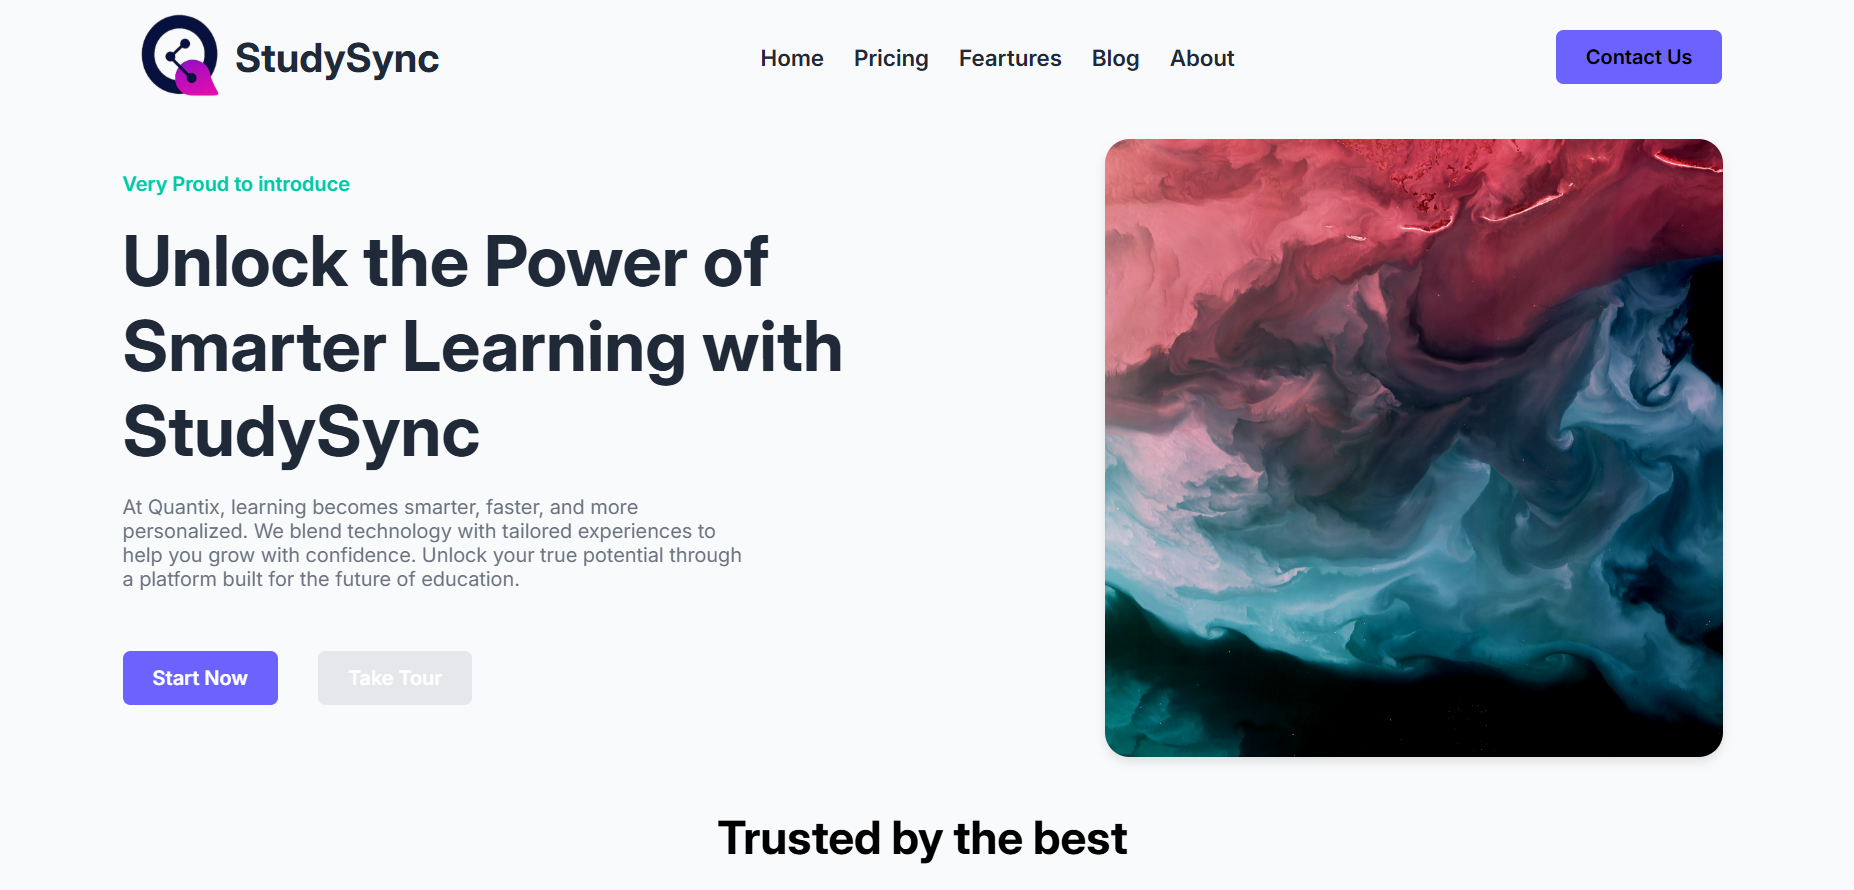 StudySync
Home Pricing Feartures Blog About
Contact Us
Very Proud to introduce
Unlock the Power of
Smarter Learning with
StudySync
At Quantix, learning becomes smarter, faster, and more
personalized. We blend technology with tailored experiences to
help you grow with confidence. Unlock your true potential through
a platform built for the future of education.
Start Now
Take Tour
Trusted by the best